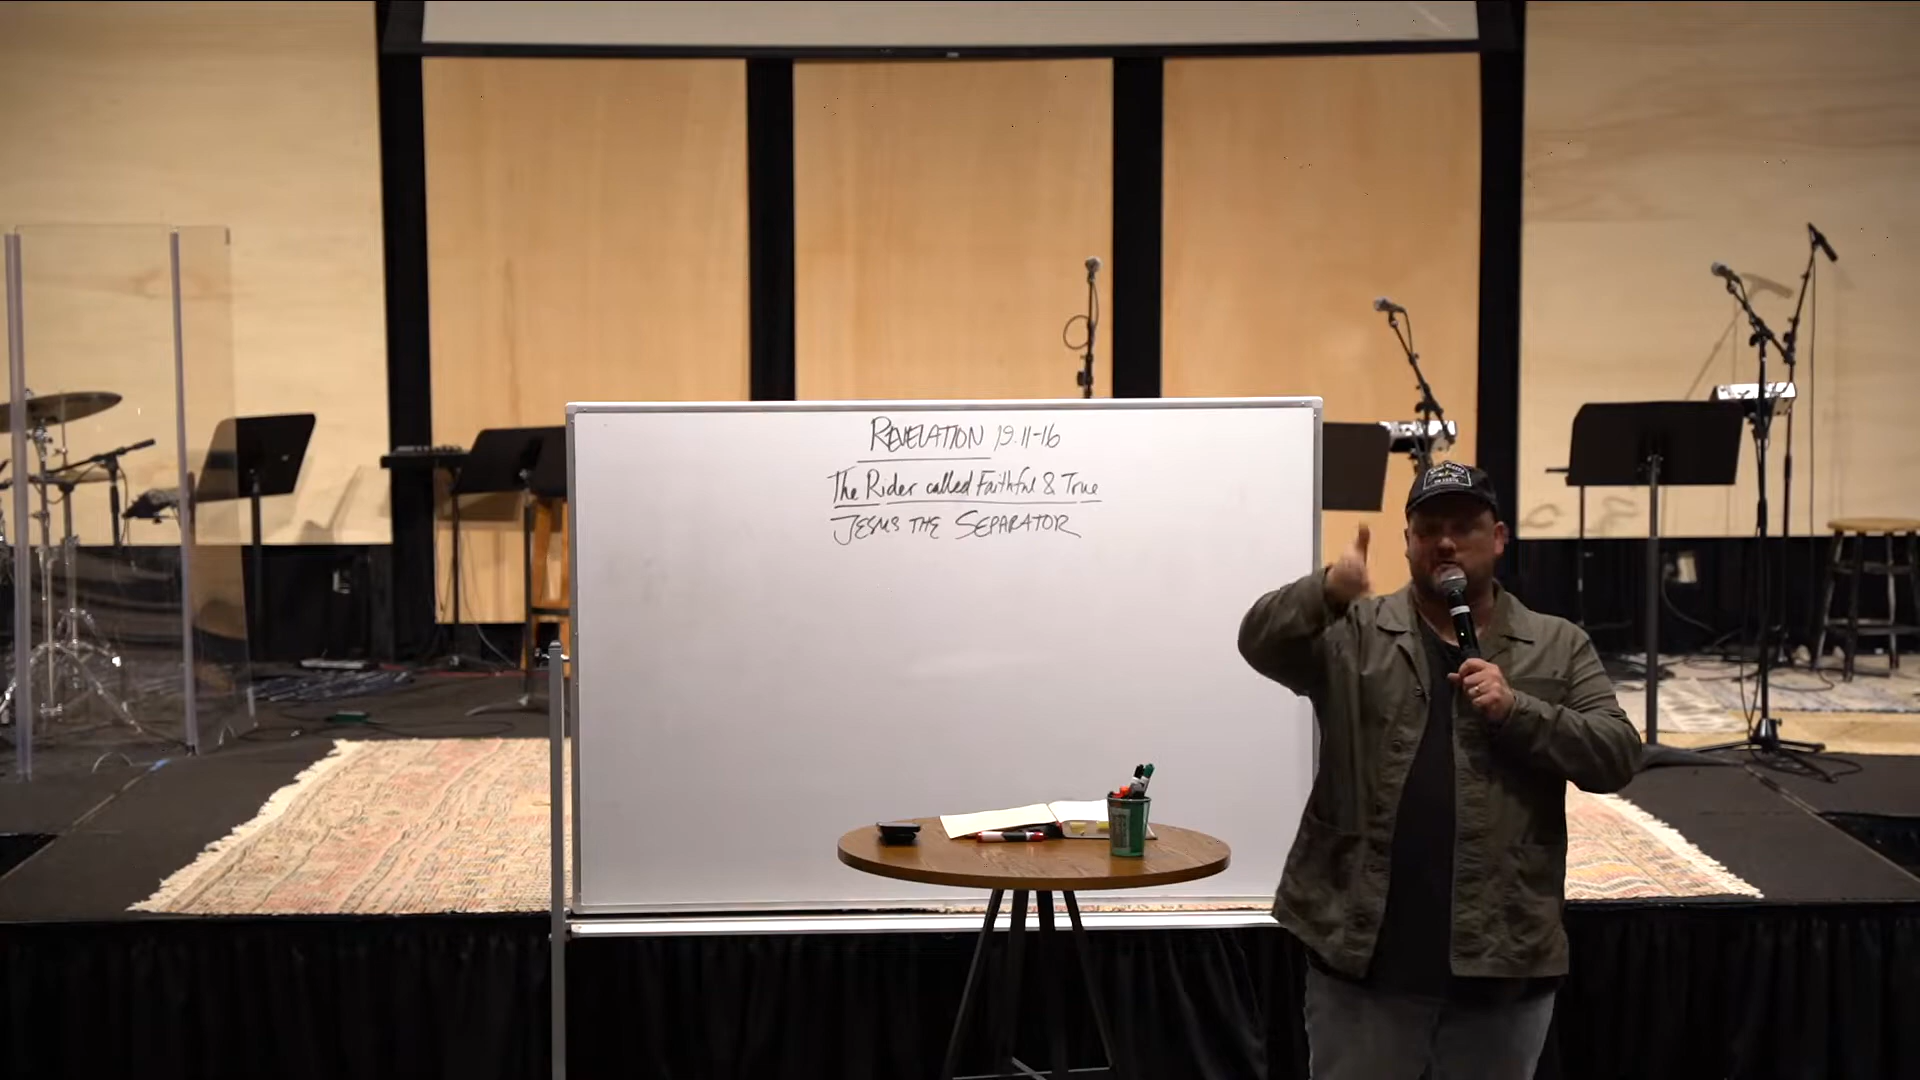 REVELATION 19.11-16
The Rider called Faithful & True
JESUS THE SEPARATOR